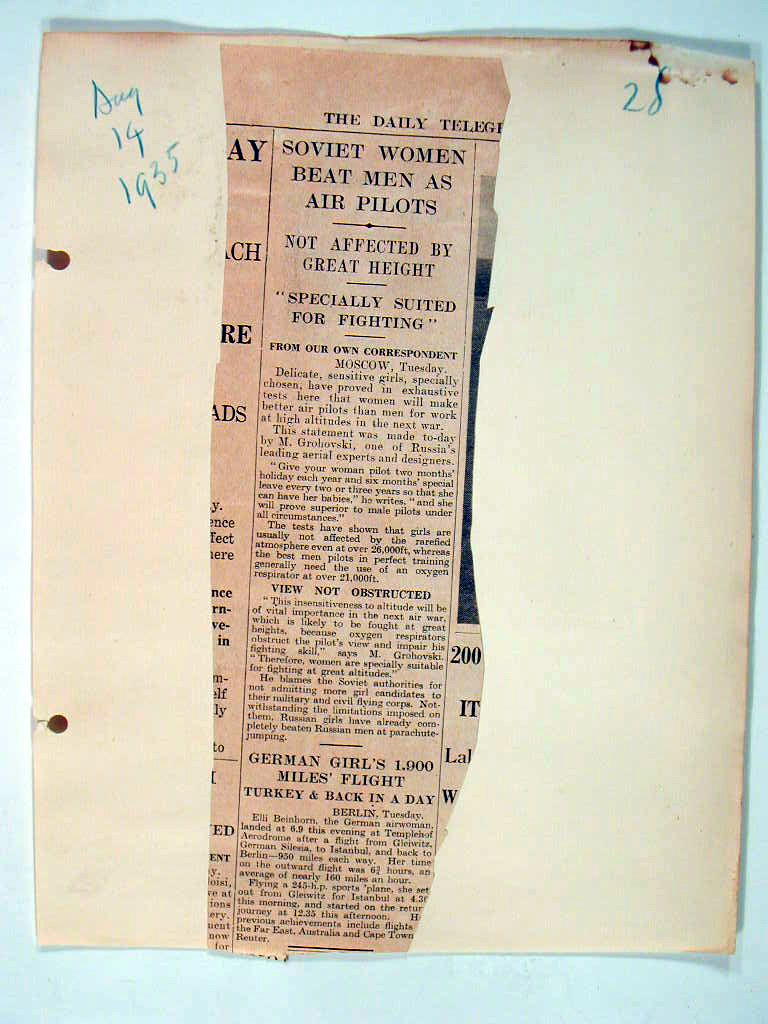 Aug
14
1935
28
THE DAILY TELEG
AY
ACH
RE
ADS
y.
ence
fect
here
nce
rn-
ve-
in
m-
elf
ly
to
ED
ENT
y.
loisi,
ve at
ions
ery.
nent
now
for
SOVIET WOMEN
BEAT MEN AS
AIR PILOTS
NOT AFFECTED BY
GREAT HEIGHT
"SPECIALLY SUITED
FOR FIGHTING"
FROM OUR OWN CORRESPONDENT
MOSCOW, Tuesday.
Delicate, sensitive girls, specially
chosen, have proved in exhaustive
tests here that women will make
better air pilots than men for work
at high altitudes in the next war.
This statement was made to-day
by M. Grohovski, one of Russia's
leading aerial experts and designers.
"Give your woman pilot two months'
holiday each year and six months' special
leave every two or three years so that she
can have her babies," he writes, "and she
will prove superior to male pilots under
all circumstances."
The tests have shown that girls are
usually not affected by the rarefied
atmosphere even at over 26,000ft, whereas
the best men pilots in perfect training
generally need the use of an oxygen
respirator at over 21,000ft.
VIEW NOT OBSTRUCTED
"This insensitiveness to altitude will be
of vital importance in the next air war,
which is likely to be fought at great
heights, because oxygen respirators
obstruct the pilot's view and impair his
fighting skill," says M. Grohovski.
"Therefore, women are specially suitable
for fighting at great altitudes."
He blames the Soviet authorities for
not admitting more girl candidates to
their military and civil flying corps. Not-
withstanding the limitations imposed on
them, Russian girls have already com-
pletely beaten Russian men at parachute-
jumping.
GERMAN GIRL'S 1,900
MILES' FLIGHT
TURKEY & BACK IN A DAY
BERLIN, Tuesday.
Elli Beinhorn, the German airwoman,
landed at 6.9 this evening at Templehof
Aerodrome after a flight from Gleiwitz,
German Silesia, to Istanbul, and back to
Berlin—950 miles each way. Her time
on the outward flight was 6¾ hours, an
average of nearly 160 miles an hour.
Flying a 245-h.p. sports 'plane, she set
out from Gleiwitz for Istanbul at 4.30
this morning, and started on the retur
journey at 12.35 this afternoon. H
previous achievements include flights
the Far East, Australia and Cape Town
Reuter.
200
IT
Lal
W